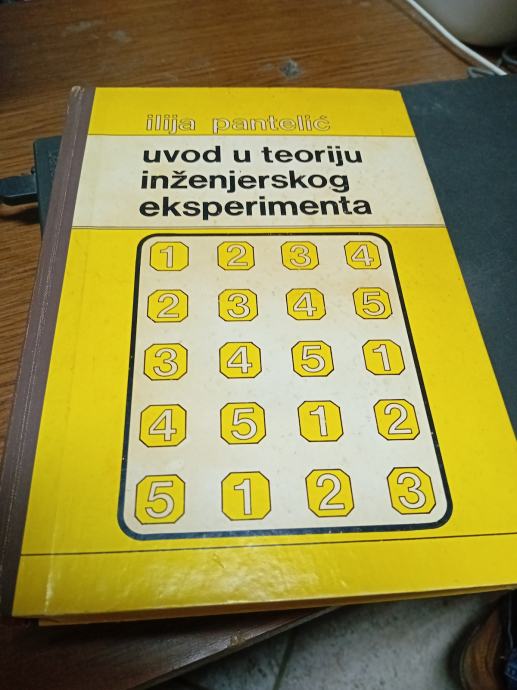 ilija pantelić
uvod u teoriju
inženjerskog
eksperimenta
1 2 3 4
2 3 4 5
3 4 5 1
4 5 1 2
5 1 2 3